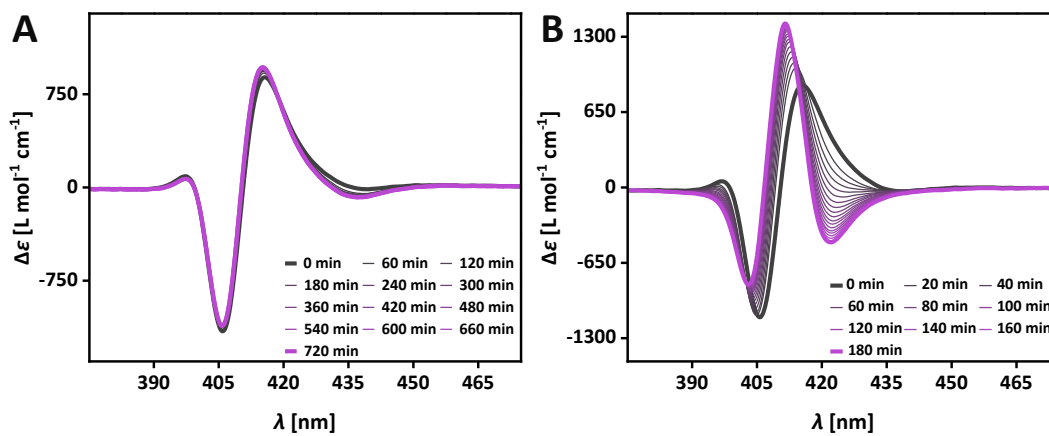 A
Δε [L mol⁻¹ cm⁻¹]
750
0
-750
0 min 60 min 120 min
180 min 240 min 300 min
360 min 420 min 480 min
540 min 600 min 660 min
720 min
390 405 420 435 450 465
λ [nm]
B
Δε [L mol⁻¹ cm⁻¹]
1300
650
0
-650
-1300
0 min 20 min 40 min
60 min 80 min 100 min
120 min 140 min 160 min
180 min
390 405 420 435 450 465
λ [nm]